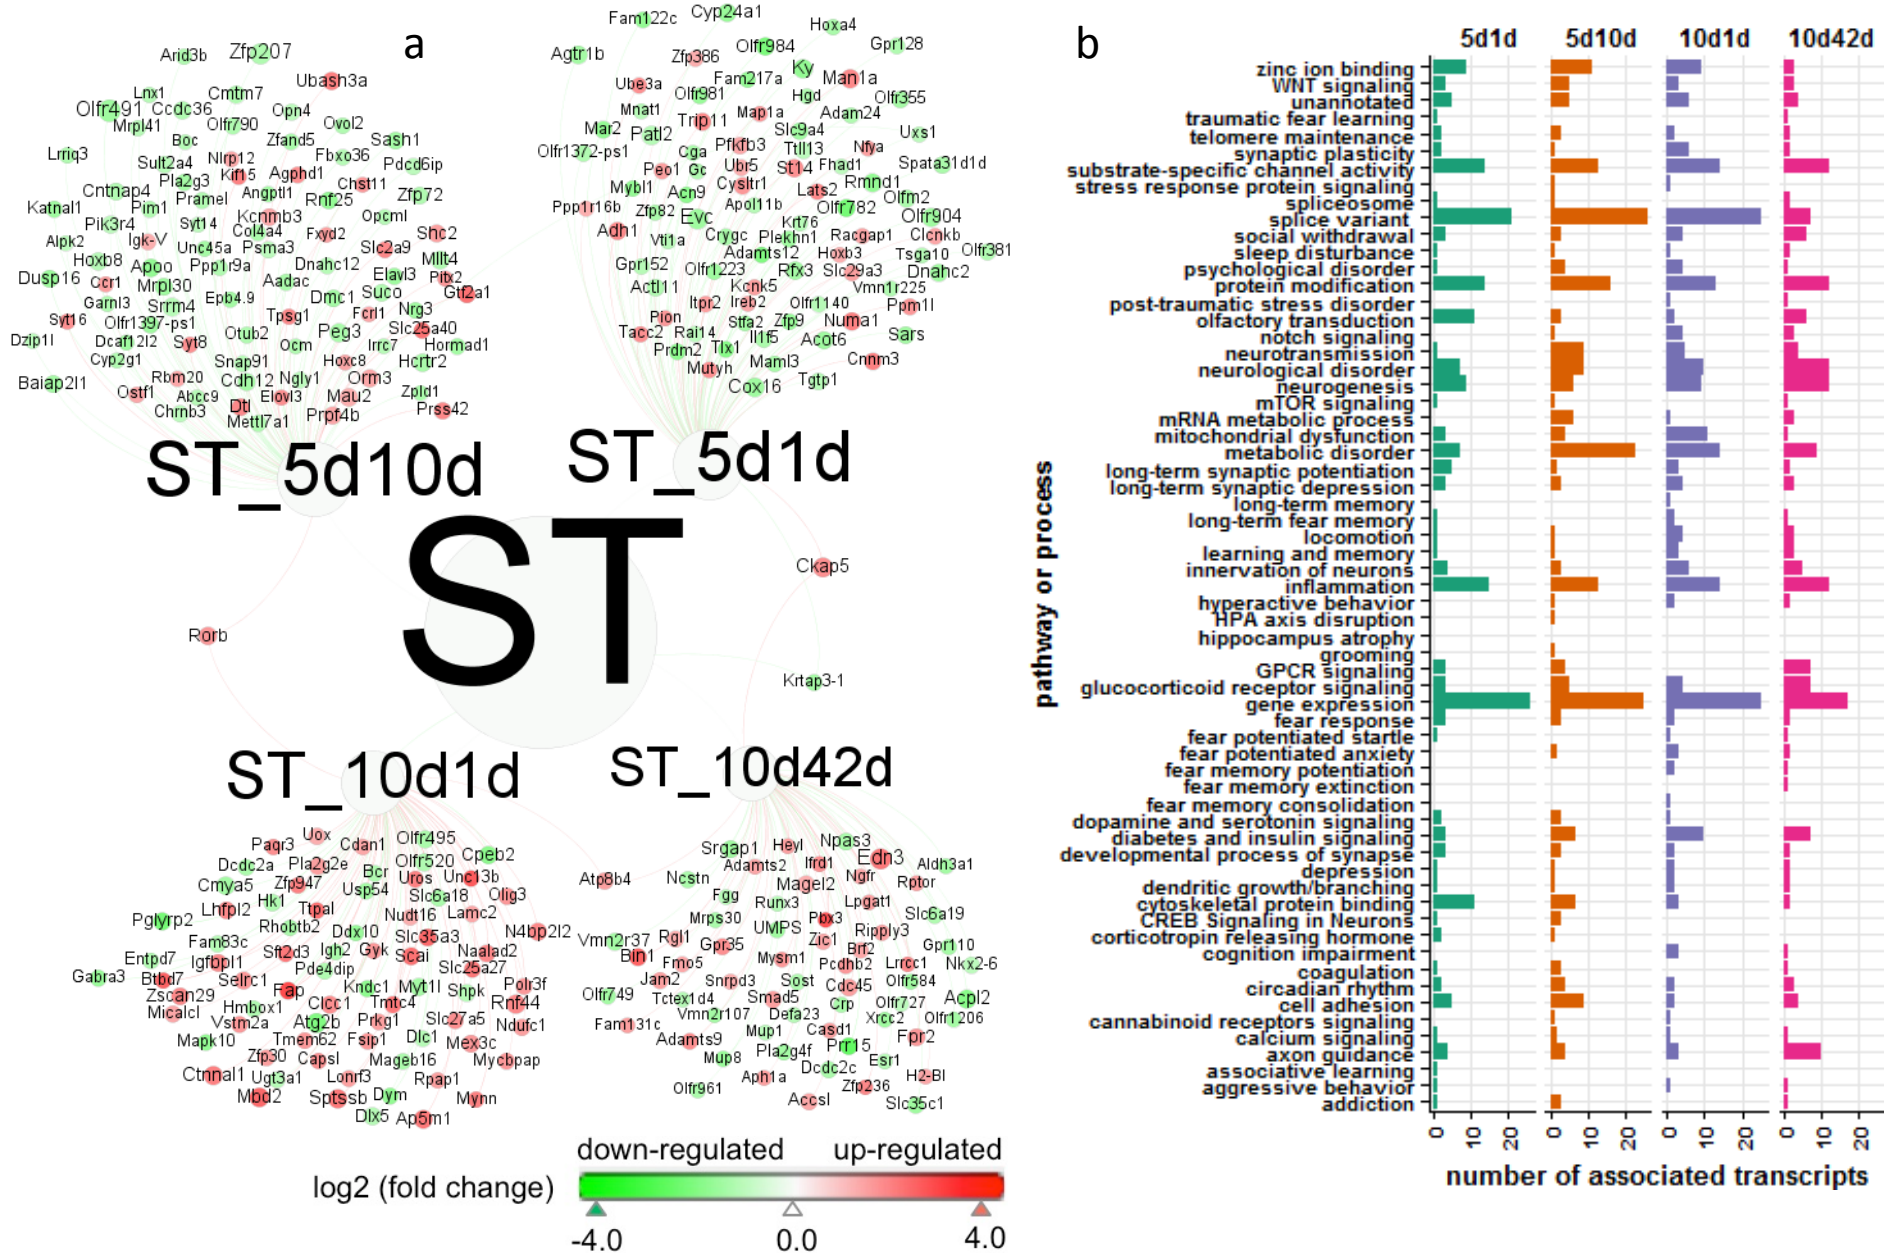 a
Fam122c
Cyp24a1
Hoxa4
Arid3b
Zfp207
Agtr1b
Zfp386
Olfr984
Gpr128
Ubash3a
Ube3a
Fam217a
Ky
Man1a
Lnx1
Cmtm7
Olfr981
Hgd
Olfr355
Olfr491
Ccdc36
Opn4
Mnat1
Map1a
Adam24
Mrpl41
Olfr790
Ovol2
Mar2
Patl2
Trip11
Slc9a4
Uxs1
Boc
Zfand5
Sash1
Olfr1372-ps1
Cga
Pfkfb3
Ttll13
Nfya
Lrriq3
Sult2a4
Nlrp12
Fbxo36
Pdcd6ip
Peo1
Gc
Ubr5
St14
Fhad1
Spata31d1d
Pla2g3
Kif15
Agphd1
Chst11
Mybl1
Acn9
Cysltr1
Lats2
Rmnd1
Cntnap4
Pramel
Angptl1
Rnf25
Zfp72
Ppp1r16b
Zfp82
Evc
Apol11b
Olfr782
Olfm2
Katnal1
Pim1
Kcnmb3
Opcml
Adh1
Krt76
Olfr904
Pik3r4
Syt14
Col4a4
Fxyd2
Shc2
Vti1a
Crygc
Plekhn1
Racgap1
Clcnkb
Alpk2
Igk-V
Unc45a
Psma3
Slc2a9
Adamts12
Hoxb3
Tsga10
Olfr381
Hoxb8
Apoo
Ppp1r9a
Dnahc12
Mllt4
Gpr152
Olfr1223
Rfx3
Slc29a3
Dnahc2
Dusp16
Ccr1
Mrpl30
Aadac
Elavl3
Pitx2
Actl11
Kcnk5
Vmn1r225
Garnl3
Srrm4
Epb4.9
Dmc1
Suco
Gtf2a1
Itpr2
Ireb2
Olfr1140
Ppm1l
Syt16
Olfr1397-ps1
Tpsg1
Fcrl1
Nrg3
Pion
Stfa2
Zfp9
Numa1
Dzip1l
Dcaf12l2
Syt8
Otub2
Peg3
Slc25a40
Tacc2
Rai14
Il1f5
Acot6
Sars
Cyp2g1
Ocm
Irrc7
Hormad1
Prdm2
Tlx1
Maml3
Cnnm3
Snap91
Hoxc8
Hcrtr2
Mutyh
Baiap2l1
Rbm20
Cdh12
Ngly1
Orm3
Cox16
Tgtp1
Ostf1
Abcc9
Elovl3
Mau2
Zpld1
Chrnb3
Dtl
Prpf4b
Prss42
Mettl7a1
ST_5d10d
ST_5d1d
ST
Ckap5
Rorb
Krtap3-1
ST_10d1d
ST_10d42d
Uox
Olfr495
Paqr3
Cdan1
Cpeb2
Dcdc2a
Pla2g2e
Olfr520
Cmya5
Zfp947
Bcr
Uros
Unc13b
Hk1
Usp54
Slc6a18
Olig3
Lhfpl2
Ttpal
Nudt16
Lamc2
Pglyrp2
Rhobtb2
Ddx10
Slc35a3
N4bp2l2
Fam83c
Sft2d3
Igh2
Gyk
Scai
Naalad2
Entpd7
Igfbpl1
Pde4dip
Slc25a27
Gabra3
Btbd7
Selrc1
Fap
Kndc1
Myt1l
Shpk
Polr3f
Zscan29
Hmbox1
Clcc1
Tmtc4
Rnf44
Micalcl
Vstm2a
Atg2b
Prkg1
Slc27a5
Ndufc1
Mapk10
Tmem62
Fsip1
Dlc1
Mex3c
Zfp30
Capsl
Mageb16
Mycbpap
Ctnnal1
Ugt3a1
Lonrf3
Rpap1
Mbd2
Sptssb
Dym
Mynn
Dlx5
Ap5m1
Srgap1
Heyl
Npas3
Adamts2
Ifrd1
Edn3
Aldh3a1
Atp8b4
Ncstn
Magel2
Ngfr
Rptor
Fgg
Runx3
Lpgat1
Mrps30
Pbx3
Slc6a19
Vmn2r37
Rgl1
UMPS
Zic1
Ripply3
Bin1
Gpr35
Brf2
Gpr110
Fmo5
Mysm1
Pcdhb2
Lrrcc1
Nkx2-6
Jam2
Snrpd3
Sost
Cdc45
Olfr584
Olfr749
Tctex1d4
Smad5
Crp
Olfr727
Acpl2
Vmn2r107
Defa23
Xrcc2
Olfr1206
Fam131c
Mup1
Casd1
Fpr2
Adamts9
Mup8
Pla2g4f
Prr15
Esr1
Aph1a
Dcdc2c
H2-Bl
Olfr961
Zfp236
Accsl
Slc35c1
down-regulated
up-regulated
log2 (fold change)
-4.0
0.0
4.0
b
5d1d
5d10d
10d1d
10d42d
pathway or process
zinc ion binding
WNT signaling
unannotated
traumatic fear learning
telomere maintenance
synaptic plasticity
substrate-specific channel activity
stress response protein signaling
spliceosome
splice variant
social withdrawal
sleep disturbance
psychological disorder
protein modification
post-traumatic stress disorder
olfactory transduction
notch signaling
neurotransmission
neurological disorder
neurogenesis
mTOR signaling
mRNA metabolic process
mitochondrial dysfunction
metabolic disorder
long-term synaptic potentiation
long-term synaptic depression
long-term memory
long-term fear memory
locomotion
learning and memory
innervation of neurons
inflammation
hyperactive behavior
HPA axis disruption
hippocampus atrophy
grooming
GPCR signaling
glucocorticoid receptor signaling
gene expression
fear response
fear potentiated startle
fear potentiated anxiety
fear memory potentiation
fear memory extinction
fear memory consolidation
dopamine and serotonin signaling
diabetes and insulin signaling
developmental process of synapse
depression
dendritic growth/branching
cytoskeletal protein binding
CREB Signaling in Neurons
corticotropin releasing hormone
cognition impairment
coagulation
circadian rhythm
cell adhesion
cannabinoid receptors signaling
calcium signaling
axon guidance
associative learning
aggressive behavior
addiction
0 10 20
0 10 20
0 10 20
0 10 20
number of associated transcripts